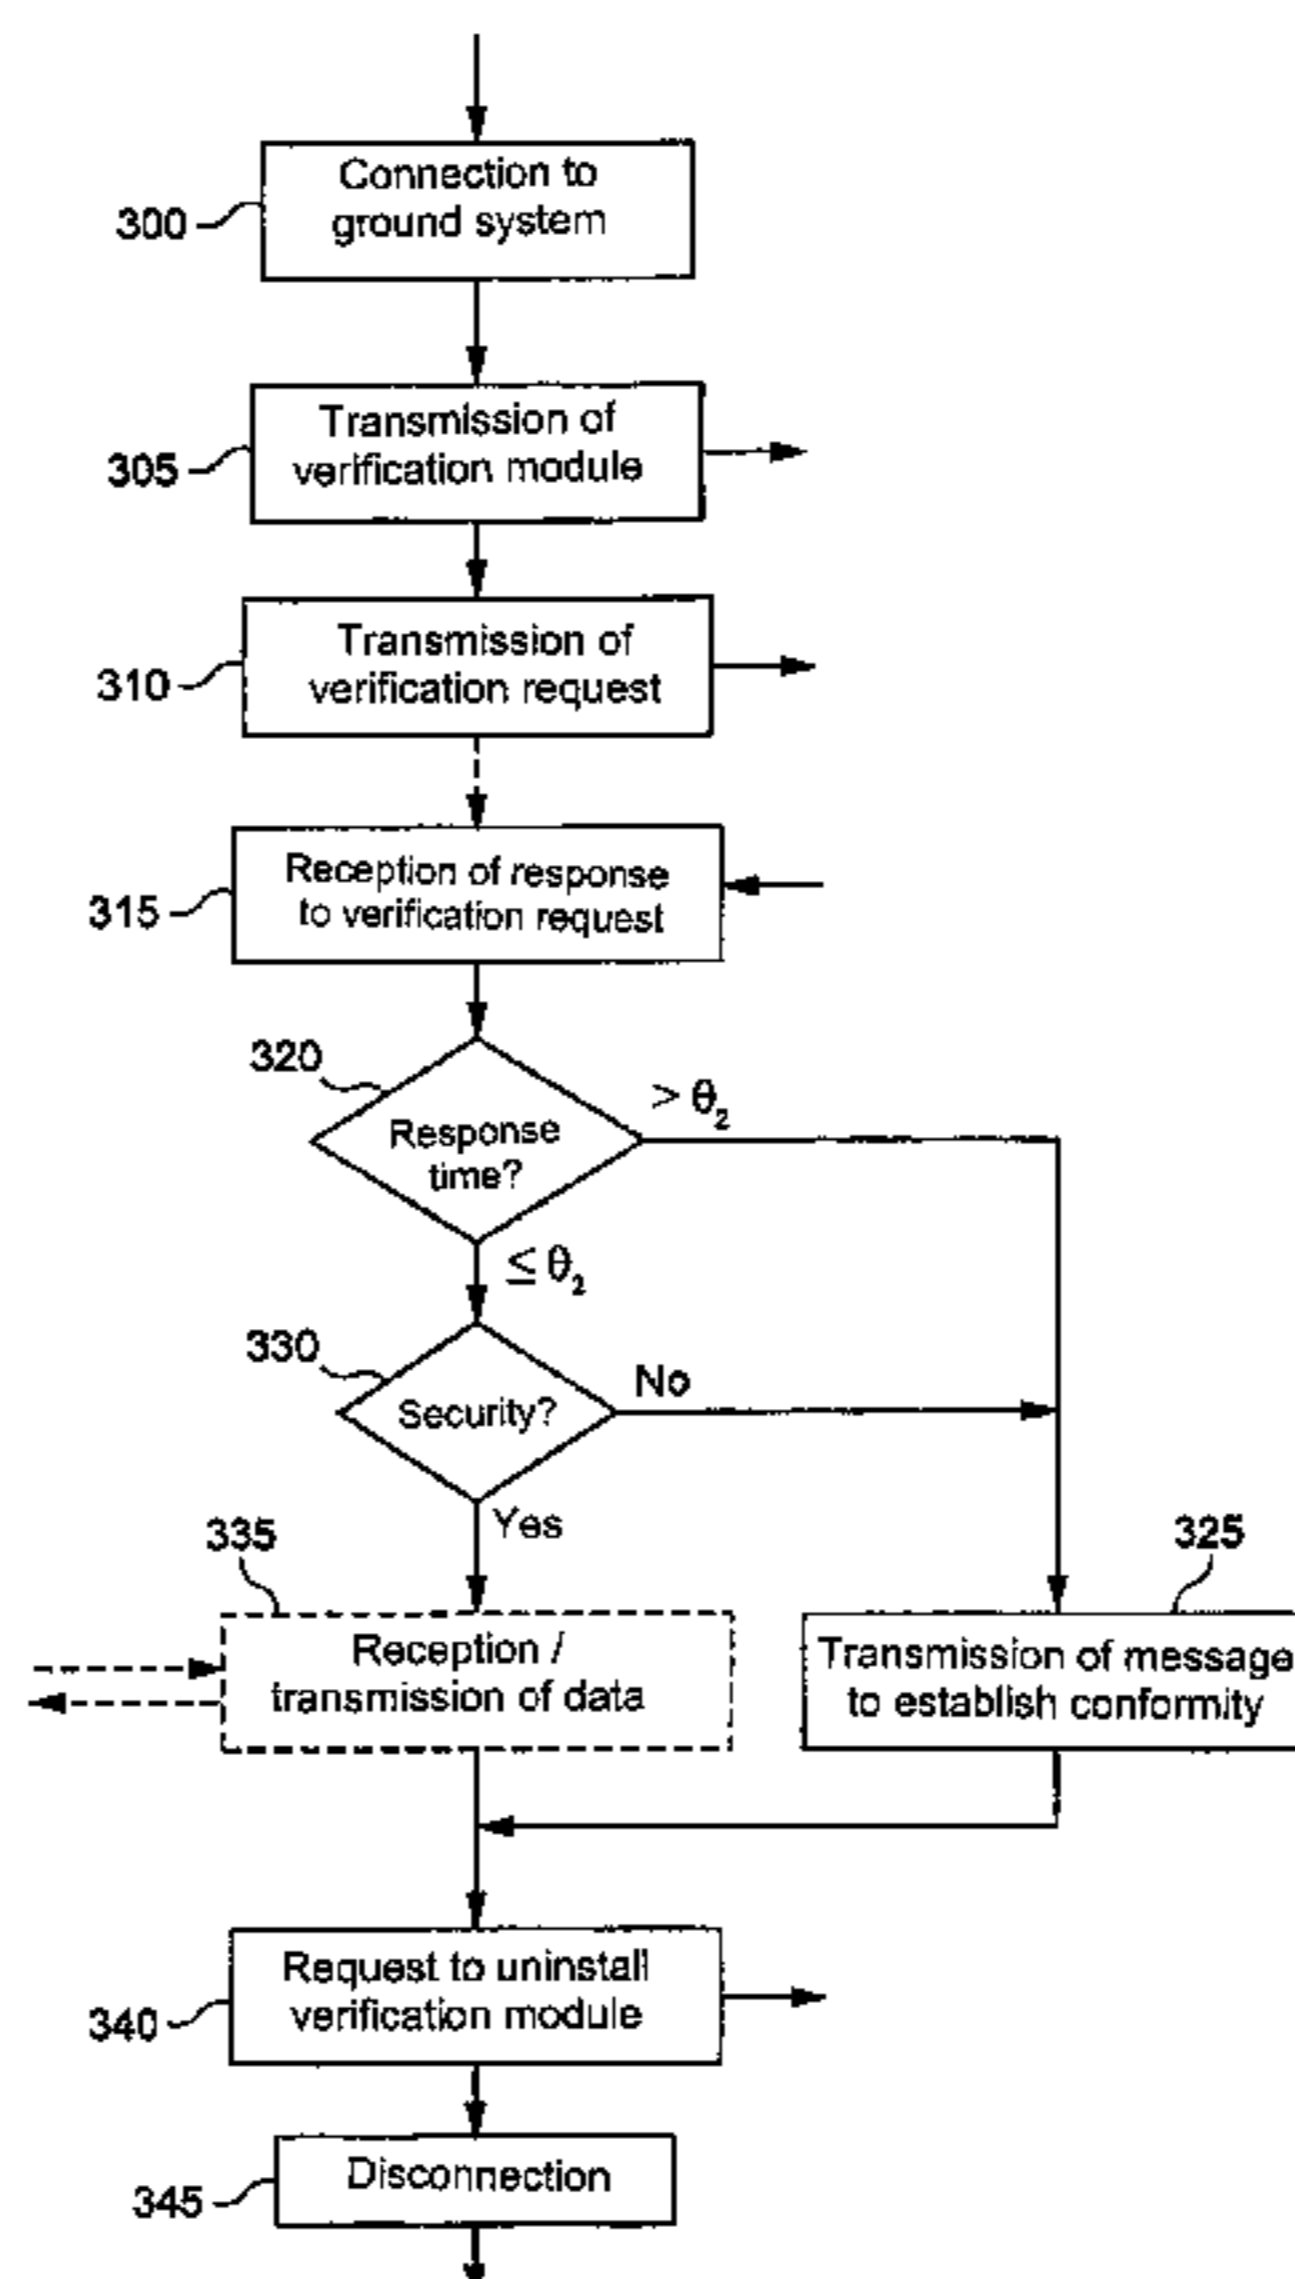 Connection to
ground system
300
Transmission of
verification module
305
Transmission of
verification request
310
Reception of response
to verification request
315
320
> θ2
Response
time?
≤ θ2
330
No
Security?
Yes
335
325
Reception /
transmission of data
Transmission of message
to establish conformity
Request to uninstall
verification module
340
Disconnection
345